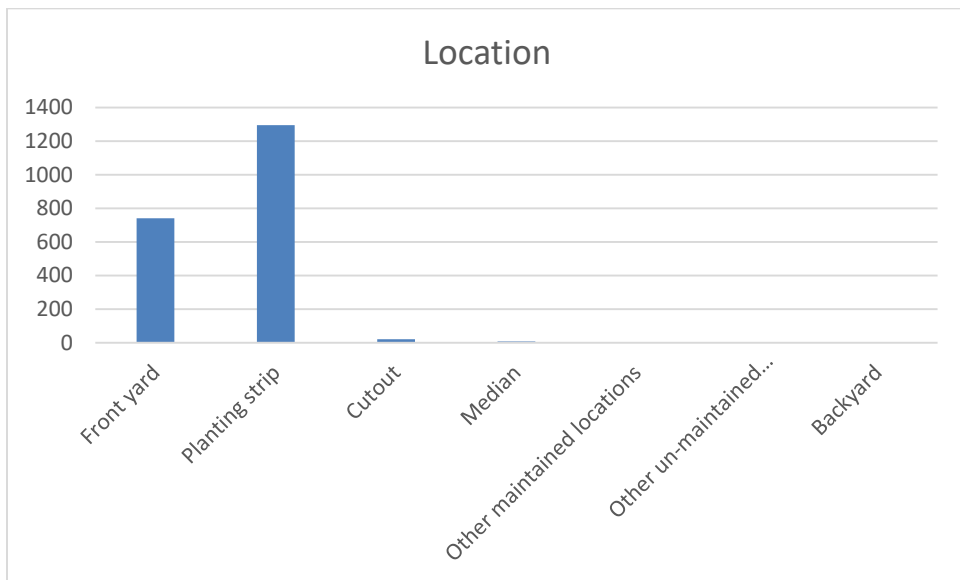 Location
1400
1200
1000
800
600
400
200
0
Front yard
Planting strip
Cutout
Median
Other maintained locations
Other un-maintained...
Backyard